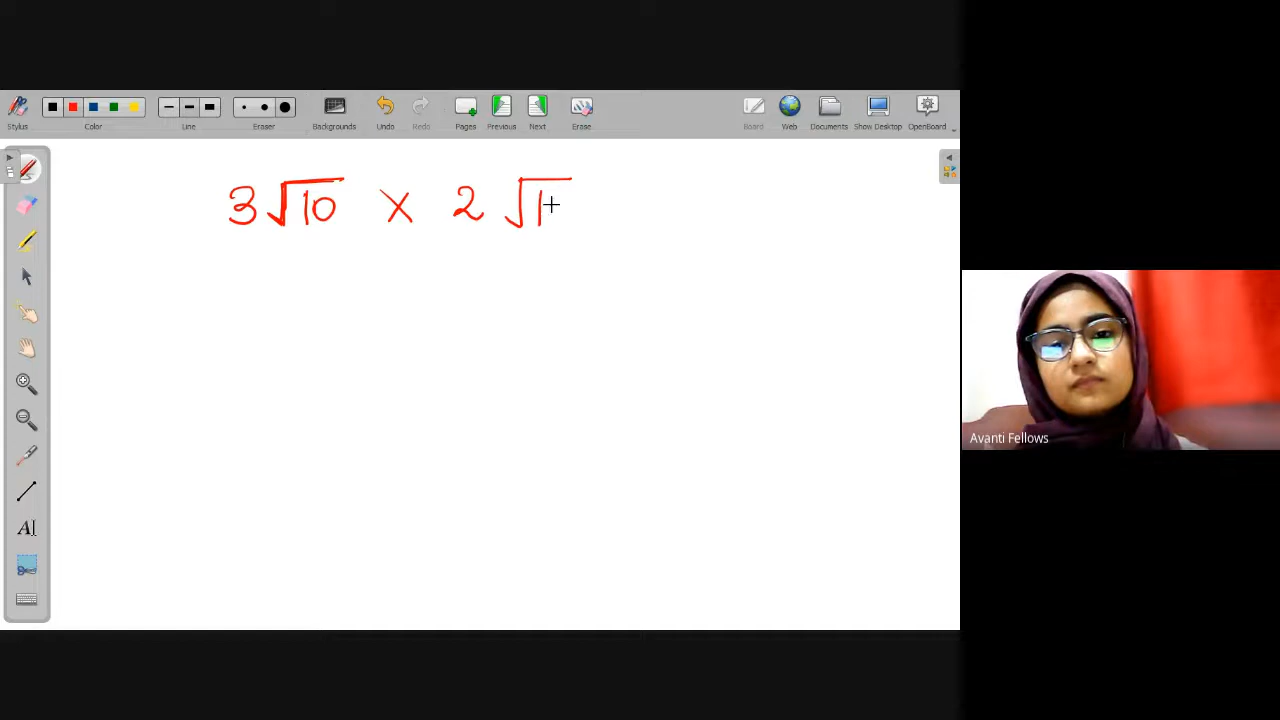 Stylus Color Line Eraser Backgrounds Undo Redo Pages Previous Next Erase Board Web Documents Show Desktop OpenBoard
3√10 × 2√1
Avanti Fellows